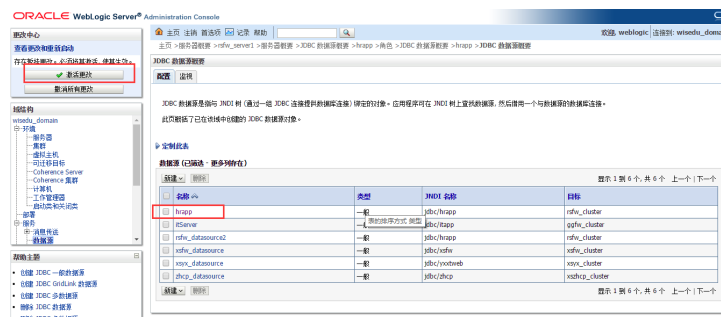 ORACLE WebLogic Server® Administration Console
更改中心
查看更改和重新启动
激活更改
撤消所有更改
域结构
wisedu_domain
环境
服务器
集群
虚拟主机
可迁移目标
Coherence Server
Coherence 集群
计算机
工作管理器
启动类和关闭类
部署
服务
消息传送
数据源
帮助主题
创建 JDBC 一般数据源
创建 JDBC GridLink 数据源
创建 JDBC 多数据源
删除 JDBC 数据源
主页 注销 首选项 记录 帮助
欢迎, weblogic 连接到: wisedu_doma
主页 >服务器概要 >rsfw_server1 >服务器概要 >JDBC 数据源概要 >hrapp >角色 >JDBC 数据源概要 >hrapp >JDBC 数据源概要
JDBC 数据源概要
配置 监视
JDBC 数据源是指与 JNDI 树 (通过一组 JDBC 连接提供数据库连接) 绑定的对象。应用程序可在 JNDI 树上查找数据源, 然后借用一个与数据源的数据库连接。
此页概括了已在该域中创建的 JDBC 数据源对象。
定制此表
数据源 (已筛选 - 更多列存在)
新建 删除 显示 1 到 6 个, 共 6 个 上一个 | 下一个
名称 类型 JNDI 名称 目标
hrapp 一般 jdbc/hrapp rsfw_cluster
表的排序方式 类型
itServer 一般 jdbc/itapp ggfw_cluster
rsfw_datasource2 一般 jdbc/hrapp rsfw_cluster
xsfw_datasource 一般 jdbc/xsfw xsfw_cluster
xsyx_datasource 一般 jdbc/yxxtweb xsyx_cluster
zhcp_datasource 一般 jdbc/zhcp xszhcp_cluster
新建 删除 显示 1 到 6 个, 共 6 个 上一个 | 下一个